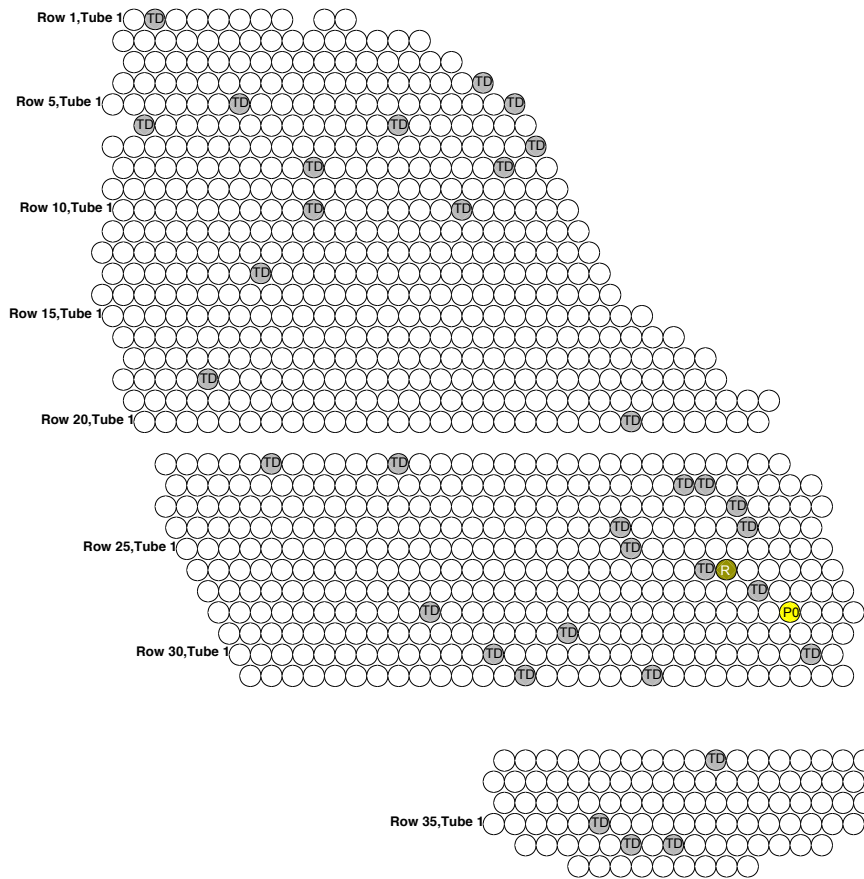 Row 1,Tube 1 TD
TD
Row 5,Tube 1 TD TD
TD TD
TD
TD TD
Row 10,Tube 1 TD TD
TD
Row 15,Tube 1
TD
Row 20,Tube 1 TD
TD TD
TD TD
TD
TD TD
Row 25,Tube 1 TD
TD R
TD
TD P0
TD
Row 30,Tube 1 TD TD
TD TD
TD
Row 35,Tube 1 TD
TD TD